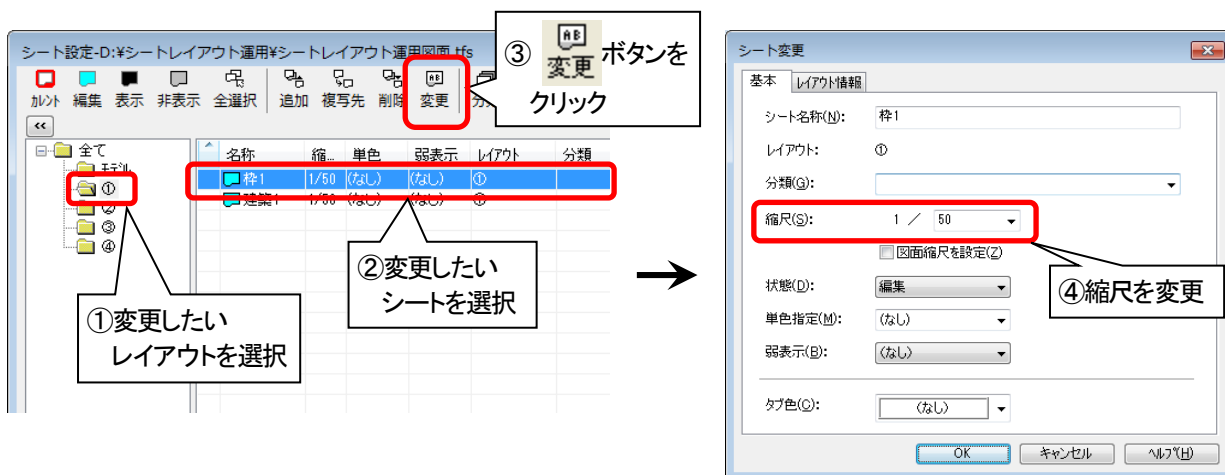 シート設定-D:¥シートレイアウト運用¥シートレイアウト運用図面.tfs
カレント 編集 表示 非表示 全選択 追加 複写先 削除 変更
<<
全て
モデル
①
②
③
④
名称 縮... 単色 弱表示 レイアウト 分類
枠1 1/50 (なし) (なし) ①
建築1 1/50 (なし) (なし) ①
③ AB 変更 ボタンを
クリック
②変更したい
シートを選択
①変更したい
レイアウトを選択
シート変更
基本 レイアウト情報
シート名称(N): 枠1
レイアウト: ①
分類(G):
縮尺(S): 1 ／ 50
図面縮尺を設定(Z)
④縮尺を変更
状態(D): 編集
単色指定(M): (なし)
弱表示(B): (なし)
タブ色(C): (なし)
OK キャンセル ヘルプ(H)